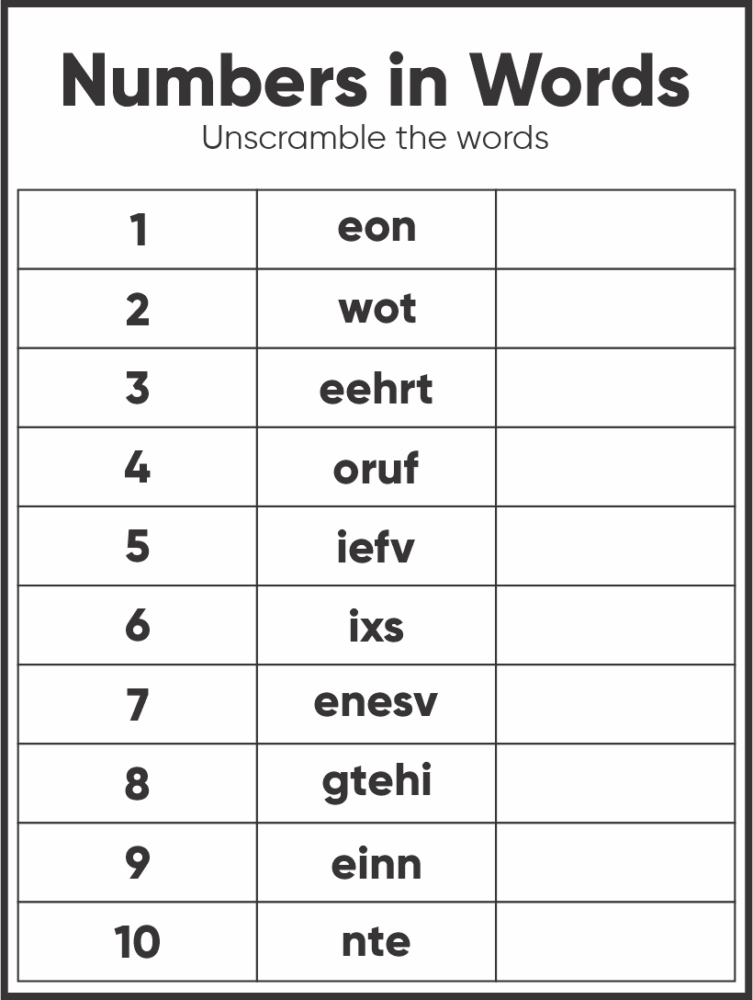 Numbers in Words
Unscramble the words
1 eon
2 wot
3 eehrt
4 oruf
5 iefv
6 ixs
7 enesv
8 gtehi
9 einn
10 nte